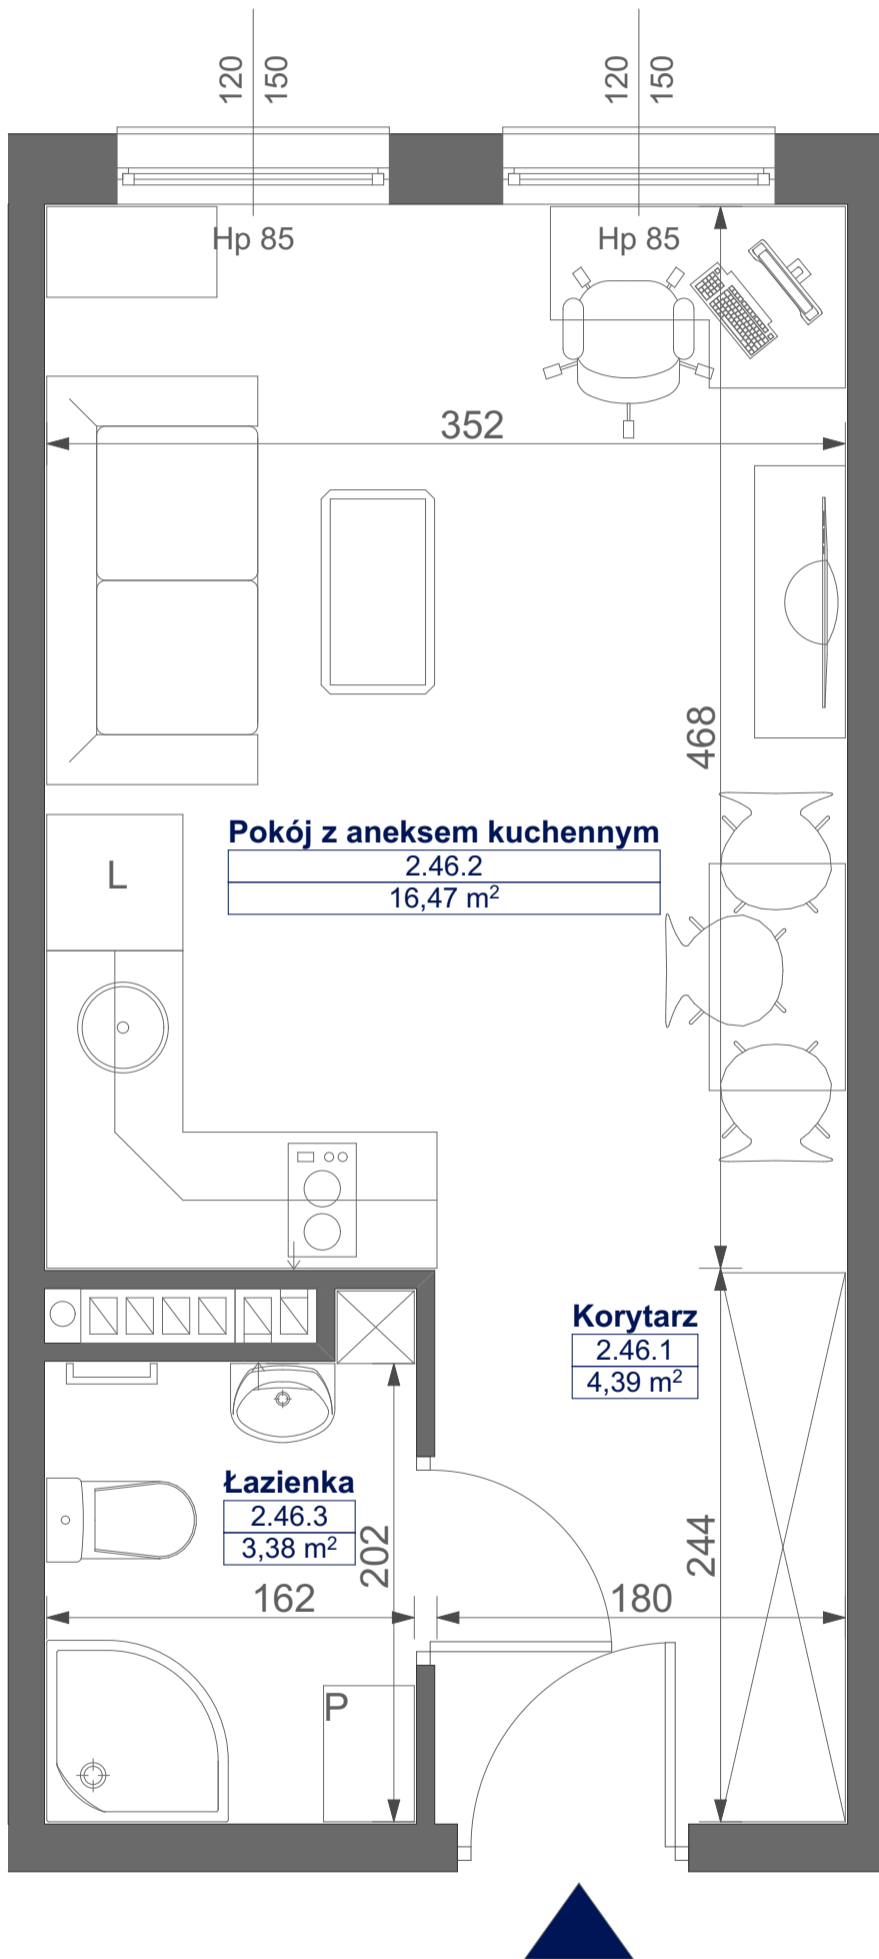 120
150
120
150
Hp 85
Hp 85
352
468
Pokój z aneksem kuchennym
2.46.2
16,47 m²
L
Korytarz
2.46.1
4,39 m²
Łazienka
2.46.3
3,38 m²
202
244
162
180
P